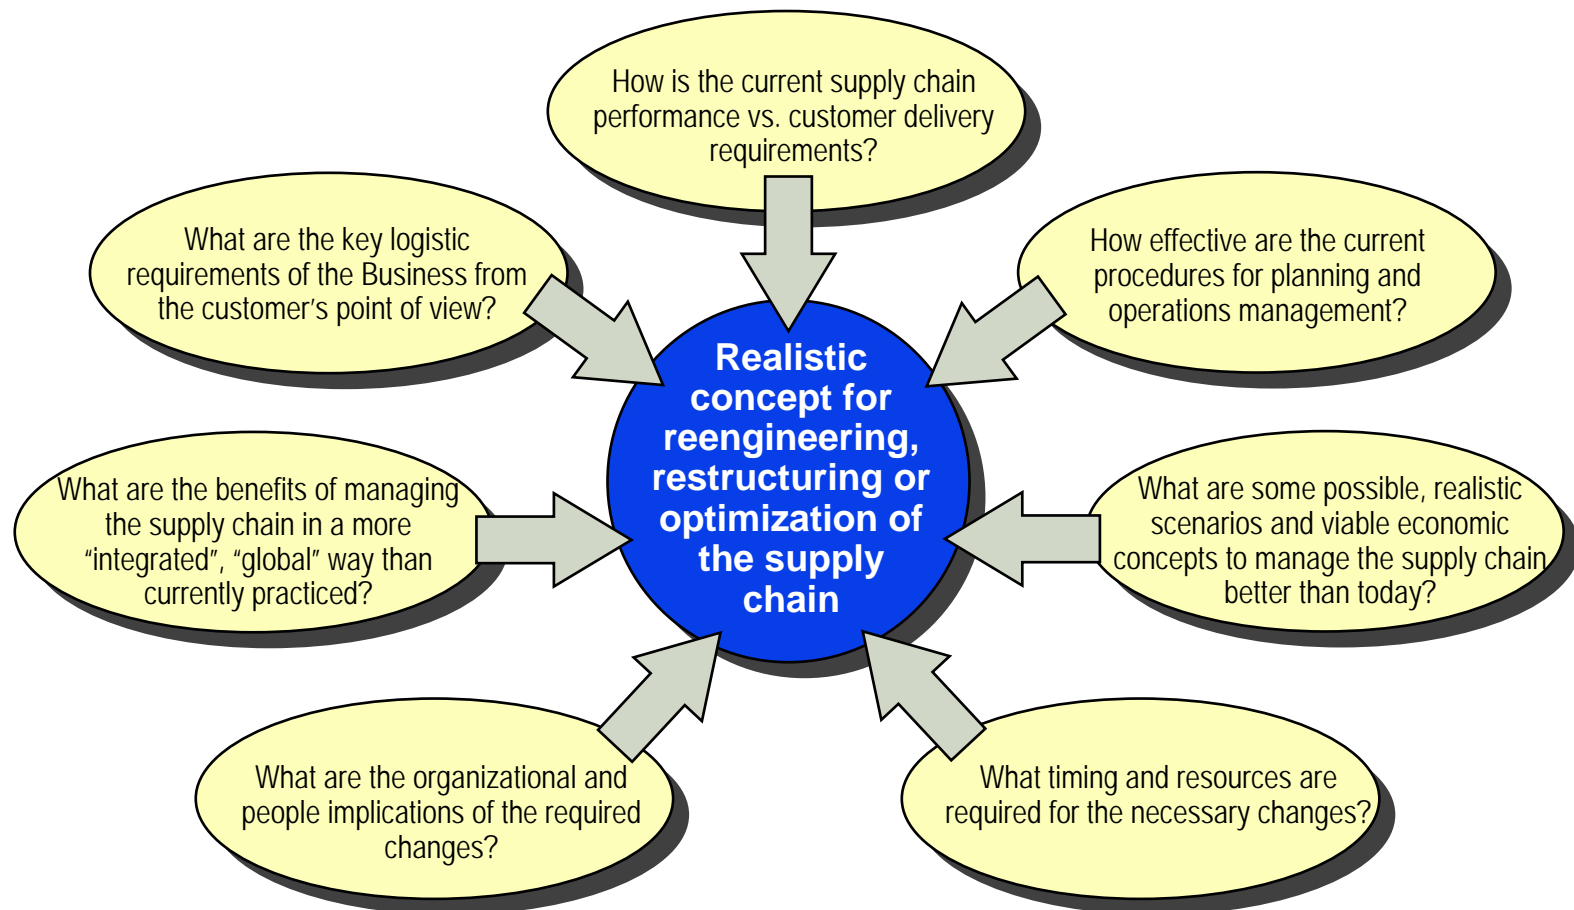 How is the current supply chain
performance vs. customer delivery
requirements?
What are the key logistic
requirements of the Business from
the customer’s point of view?
How effective are the current
procedures for planning and
operations management?
Realistic
concept for
reengineering,
restructuring or
optimization of
the supply
chain
What are the benefits of managing
the supply chain in a more
“integrated”, “global” way than
currently practiced?
What are some possible, realistic
scenarios and viable economic
concepts to manage the supply chain
better than today?
What are the organizational and
people implications of the required
changes?
What timing and resources are
required for the necessary changes?